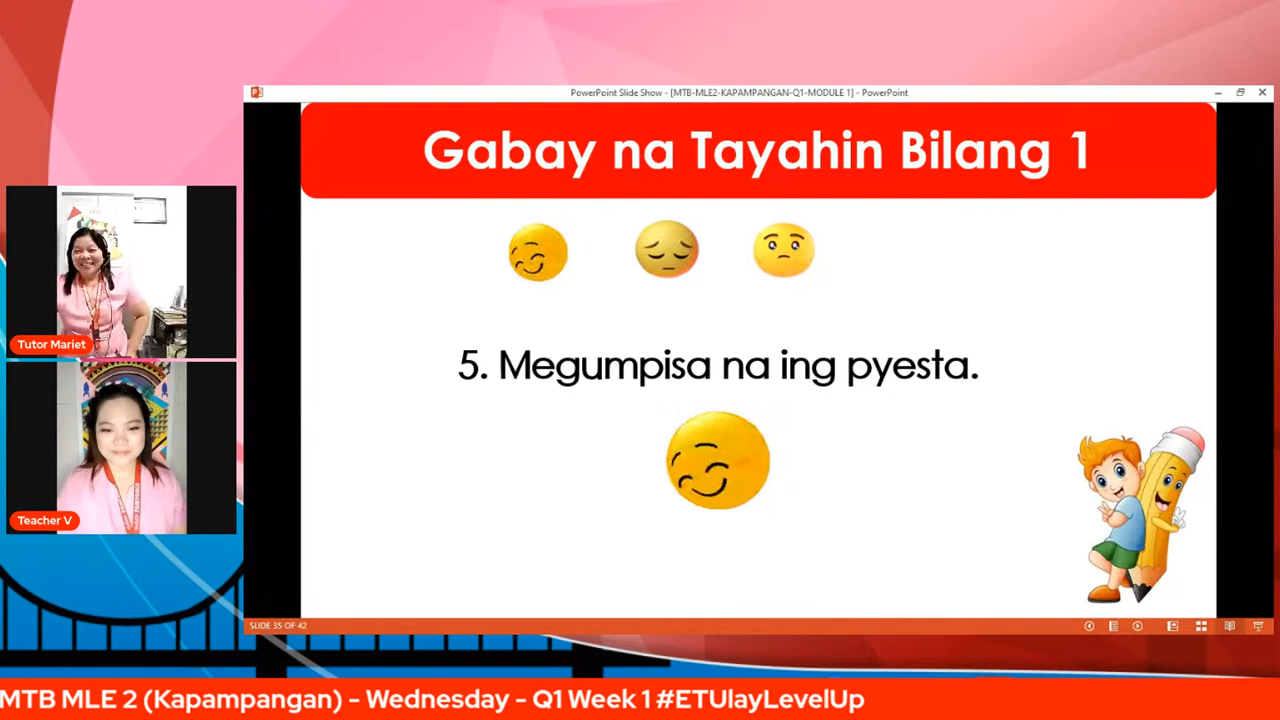 PowerPoint Slide Show - [MTB-MLE2-KAPAMPANGAN-Q1-MODULE 1] - PowerPoint
Gabay na Tayahin Bilang 1
5. Megumpisa na ing pyesta.
Tutor Mariet
Teacher V
SLIDE 35 OF 42
MTB MLE 2 (Kapampangan) - Wednesday - Q1 Week 1 #ETUlayLevelUp